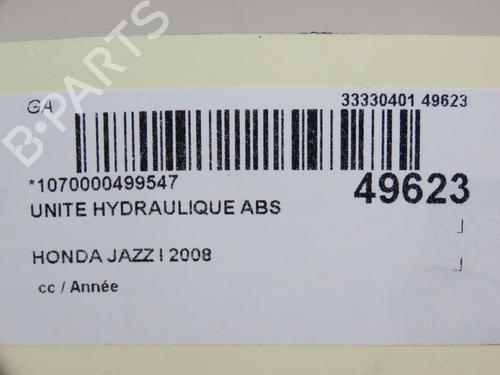 GA
33330401 49623
*1070000499547
49623
UNITE HYDRAULIQUE ABS
HONDA JAZZ I 2008
cc / Année
B-PARTS